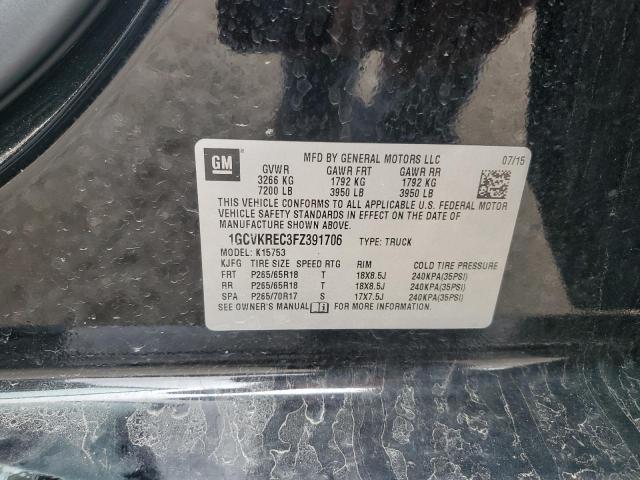 GM
MFD BY GENERAL MOTORS LLC 07/15
GVWR GAWR FRT GAWR RR
3266 KG 1792 KG 1792 KG
7200 LB 3950 LB 3950 LB
THIS VEHICLE CONFORMS TO ALL APPLICABLE U.S. FEDERAL MOTOR
VEHICLE SAFETY STANDARDS IN EFFECT ON THE DATE OF
MANUFACTURE SHOWN ABOVE.
1GCVKREC3FZ391706 TYPE: TRUCK
MODEL: K15753
KJFG TIRE SIZE SPEED RTG RIM COLD TIRE PRESSURE
FRT P265/65R18 T 18X8.5J 240KPA(35PSI)
RR P265/65R18 T 18X8.5J 240KPA(35PSI)
SPA P265/70R17 S 17X7.5J 240KPA(35PSI)
SEE OWNER'S MANUAL FOR MORE INFORMATION.